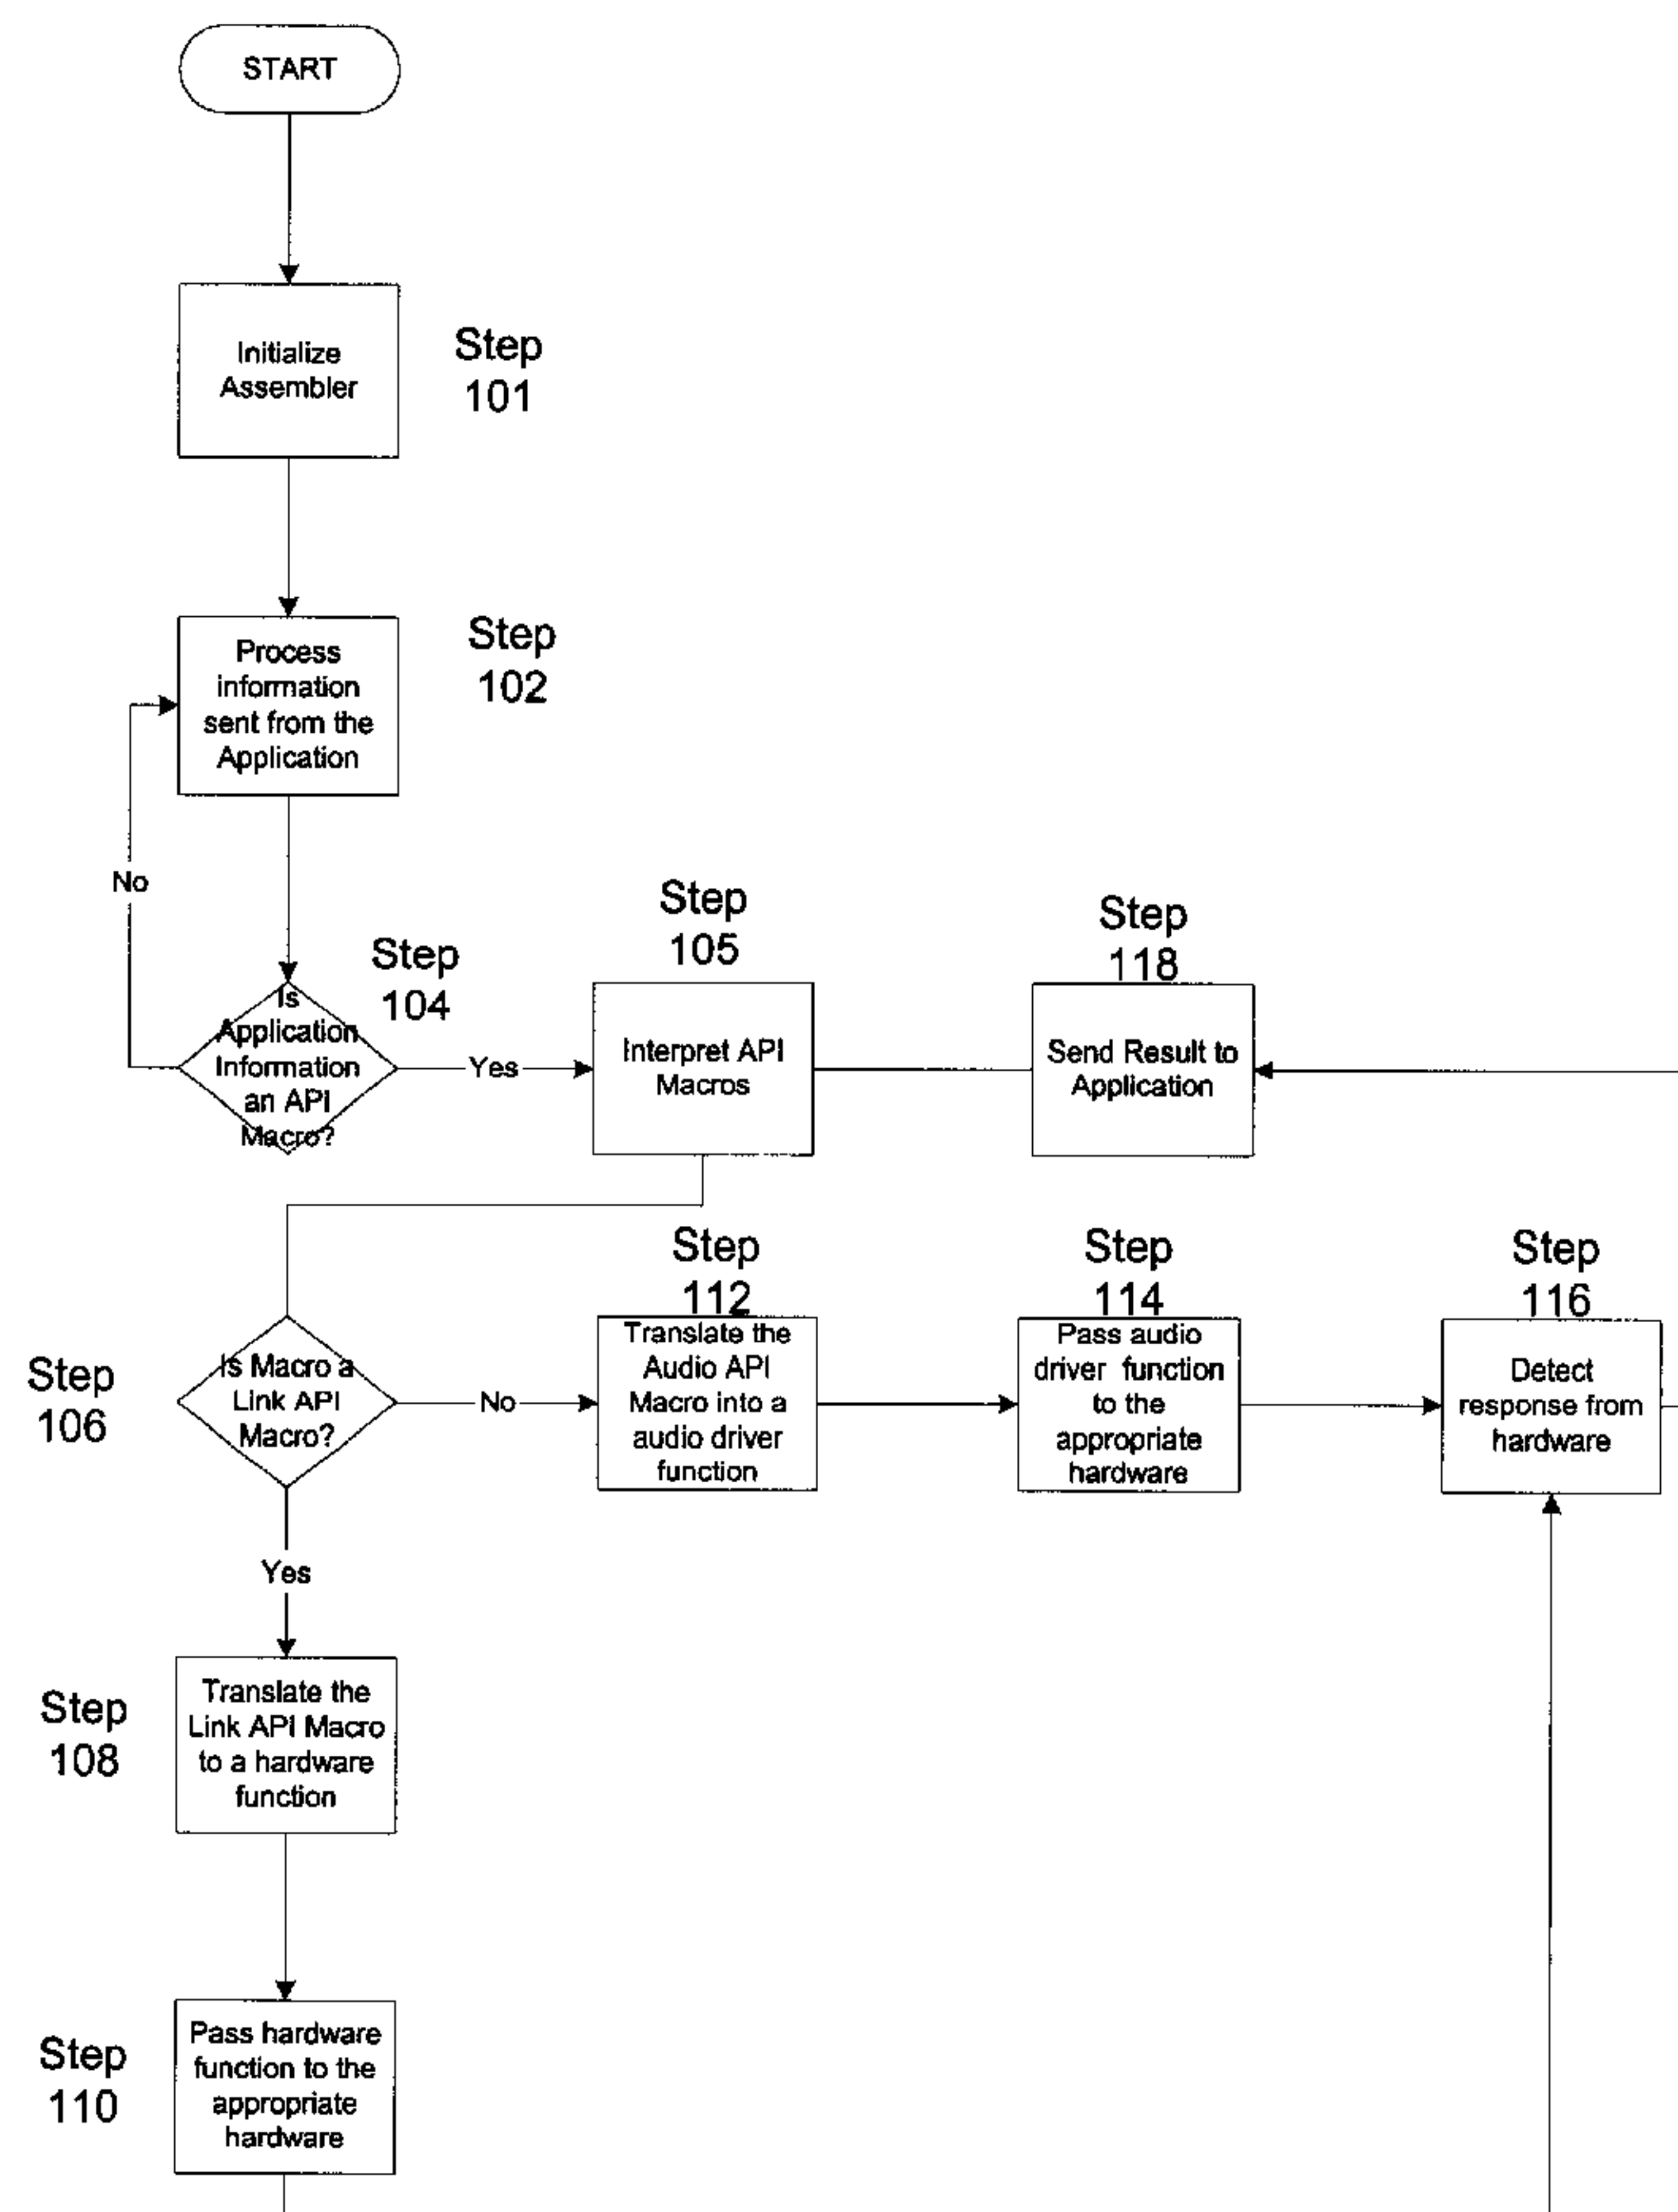 START
Initialize
Assembler
Step
101
Process
information
sent from the
Application
Step
102
No
Is
Application
Information
an API
Macro?
Step
104
Yes
Step
105
Interpret API
Macros
Step
118
Send Result to
Application
Step
106
Is Macro a
Link API
Macro?
No
Step
112
Translate the
Audio API
Macro into a
audio driver
function
Step
114
Pass audio
driver function
to the
appropriate
hardware
Step
116
Detect
response from
hardware
Yes
Step
108
Translate the
Link API Macro
to a hardware
function
Step
110
Pass hardware
function to the
appropriate
hardware